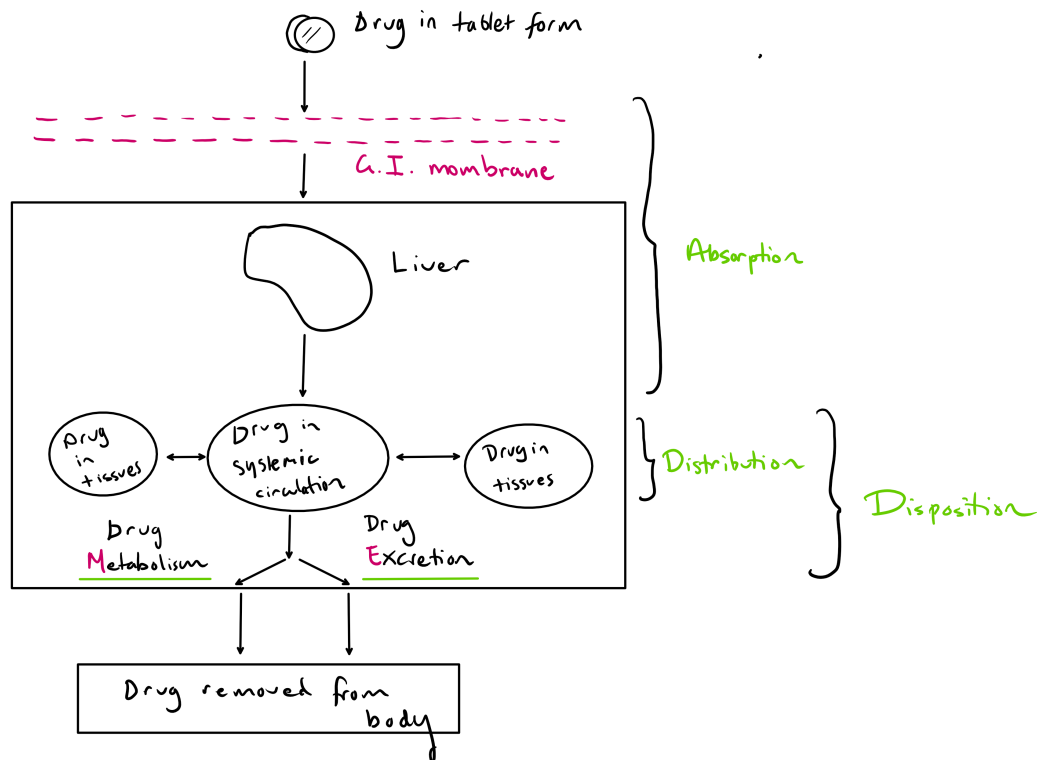 Drug in tablet form
G.I. mombrane
Absorption
Liver
Drug
in
tissues
Drug in
systemic
circulation
Drug in
tissues
Distribution
Disposition
Drug
Metabolism
Drug
Excretion
Drug removed from
body